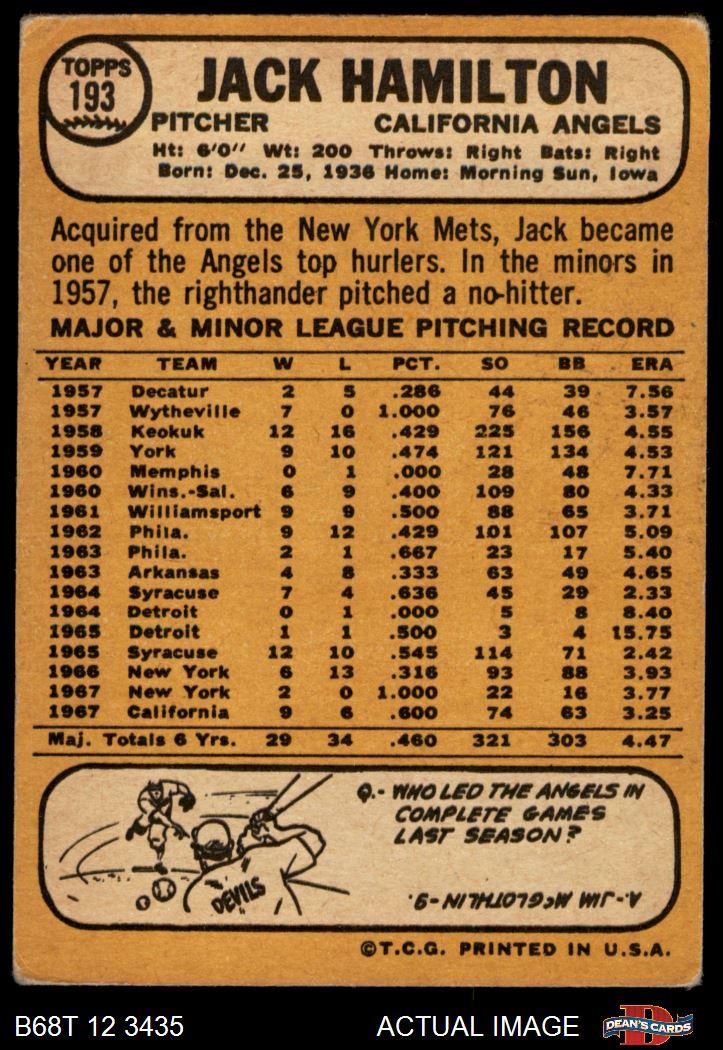 TOPPS
193
JACK HAMILTON
PITCHER CALIFORNIA ANGELS
Ht: 6'0" Wt: 200 Throws: Right Bats: Right
Born: Dec. 25, 1936 Home: Morning Sun, Iowa
Acquired from the New York Mets, Jack became
one of the Angels top hurlers. In the minors in
1957, the righthander pitched a no-hitter.
MAJOR & MINOR LEAGUE PITCHING RECORD
YEAR TEAM W L PCT. SO BB ERA
1957 Decatur 2 5 .286 44 39 7.56
1957 Wytheville 7 0 1.000 76 46 3.57
1958 Keokuk 12 16 .429 225 156 4.55
1959 York 9 10 .474 121 134 4.53
1960 Memphis 0 1 .000 28 48 7.71
1960 Wins.-Sal. 6 9 .400 109 80 4.33
1961 Williamsport 9 9 .500 88 65 3.71
1962 Phila. 9 12 .429 101 107 5.09
1963 Phila. 2 1 .667 23 17 5.40
1963 Arkansas 4 8 .333 63 49 4.65
1964 Syracuse 7 4 .636 45 29 2.33
1964 Detroit 0 1 .000 5 8 8.40
1965 Detroit 1 1 .500 3 4 15.75
1965 Syracuse 12 10 .545 114 71 2.42
1966 New York 6 13 .316 93 88 3.93
1967 New York 2 0 1.000 22 16 3.77
1967 California 9 6 .600 74 63 3.25
Maj. Totals 6 Yrs. 29 34 .460 321 303 4.47
Q.- WHO LED THE ANGELS IN
COMPLETE GAMES
LAST SEASON?
DEVILS
A.- JIM McGLOTHLIN - 9.
©T.C.G. PRINTED IN U.S.A.
B68T 12 3435 ACTUAL IMAGE
D
DEAN'S CARDS